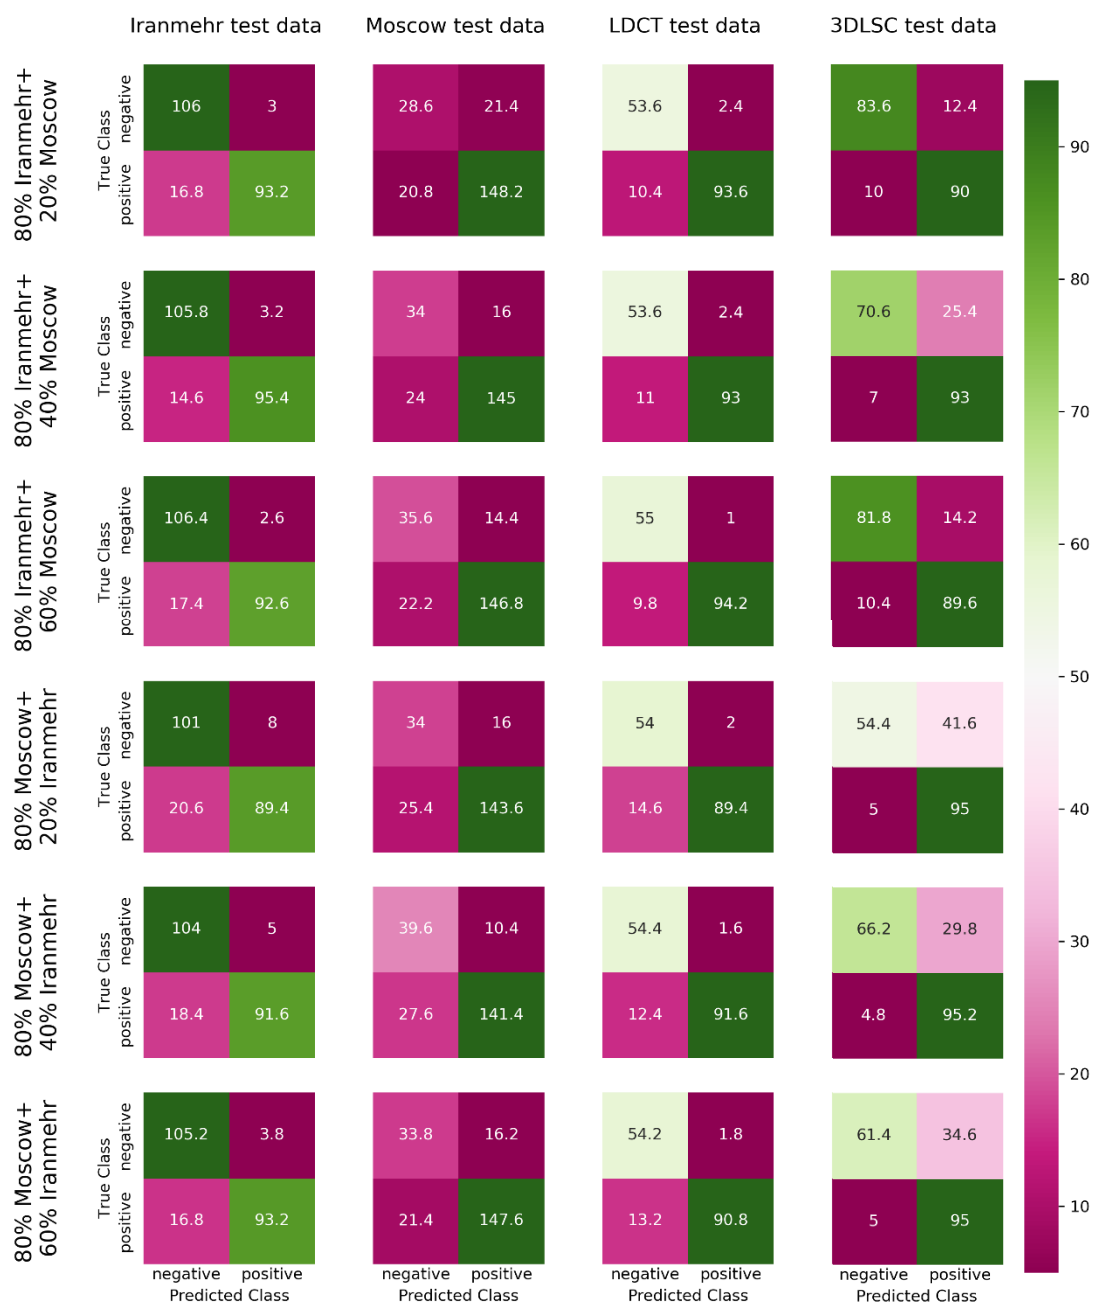 Iranmehr test data Moscow test data LDCT test data 3DLSC test data
80% Iranmehr+
20% Moscow
True Class
negative
positive
106 3 28.6 21.4 53.6 2.4 83.6 12.4
16.8 93.2 20.8 148.2 10.4 93.6 10 90
80% Iranmehr+
40% Moscow
True Class
negative
positive
105.8 3.2 34 16 53.6 2.4 70.6 25.4
14.6 95.4 24 145 11 93 7 93
80% Iranmehr+
60% Moscow
True Class
negative
positive
106.4 2.6 35.6 14.4 55 1 81.8 14.2
17.4 92.6 22.2 146.8 9.8 94.2 10.4 89.6
80% Moscow+
20% Iranmehr
True Class
negative
positive
101 8 34 16 54 2 54.4 41.6
20.6 89.4 25.4 143.6 14.6 89.4 5 95
80% Moscow+
40% Iranmehr
True Class
negative
positive
104 5 39.6 10.4 54.4 1.6 66.2 29.8
18.4 91.6 27.6 141.4 12.4 91.6 4.8 95.2
80% Moscow+
60% Iranmehr
True Class
negative
positive
105.2 3.8 33.8 16.2 54.2 1.8 61.4 34.6
16.8 93.2 21.4 147.6 13.2 90.8 5 95
negative positive negative positive negative positive negative positive
Predicted Class Predicted Class Predicted Class Predicted Class
90
80
70
60
50
40
30
20
10